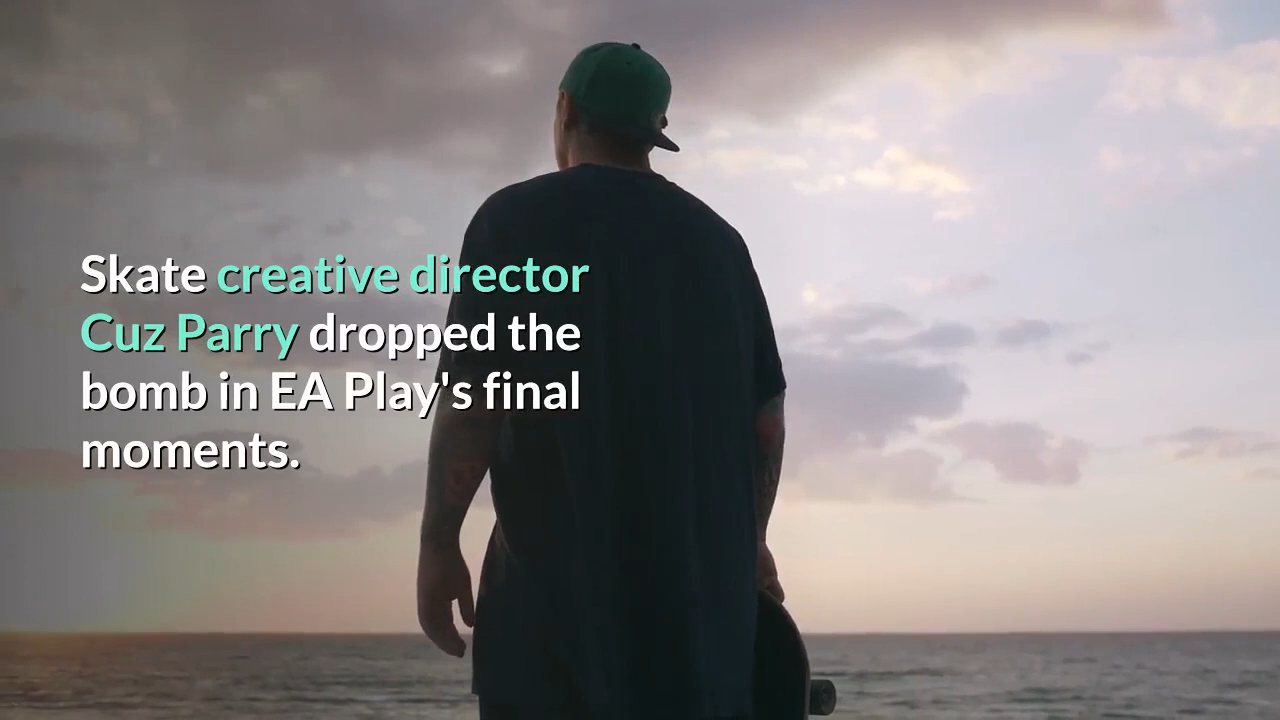 Skate creative director
Cuz Parry dropped the
bomb in EA Play's final
moments.